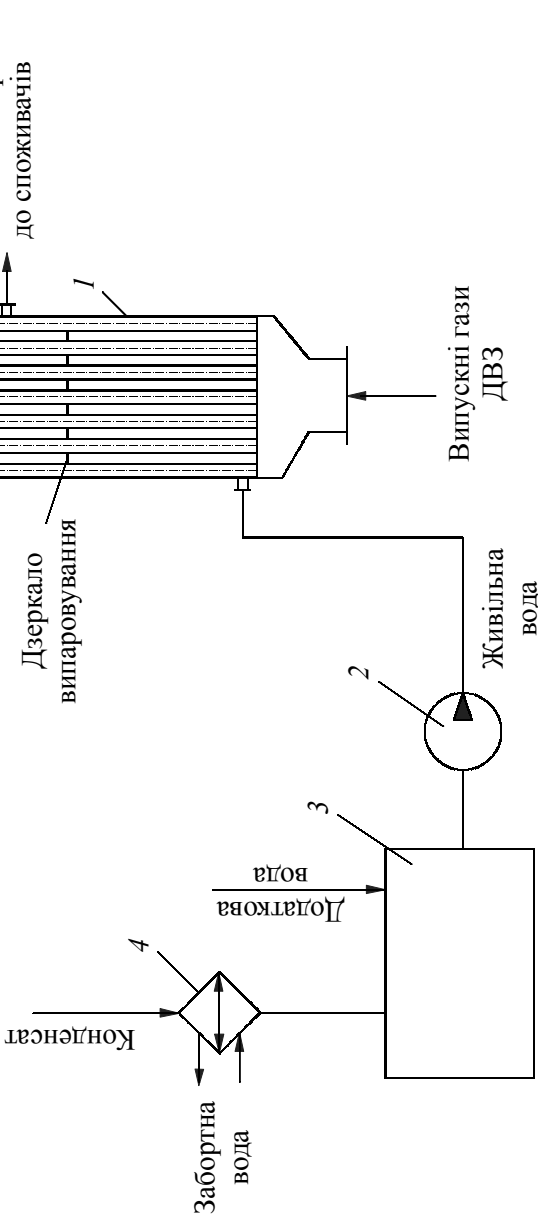 до споживачів
1
Дзеркало
випаровування
Випускні гази
ДВЗ
Живільна
вода
2
3
Додаткова
вода
4
Конденсат
Забортна
вода